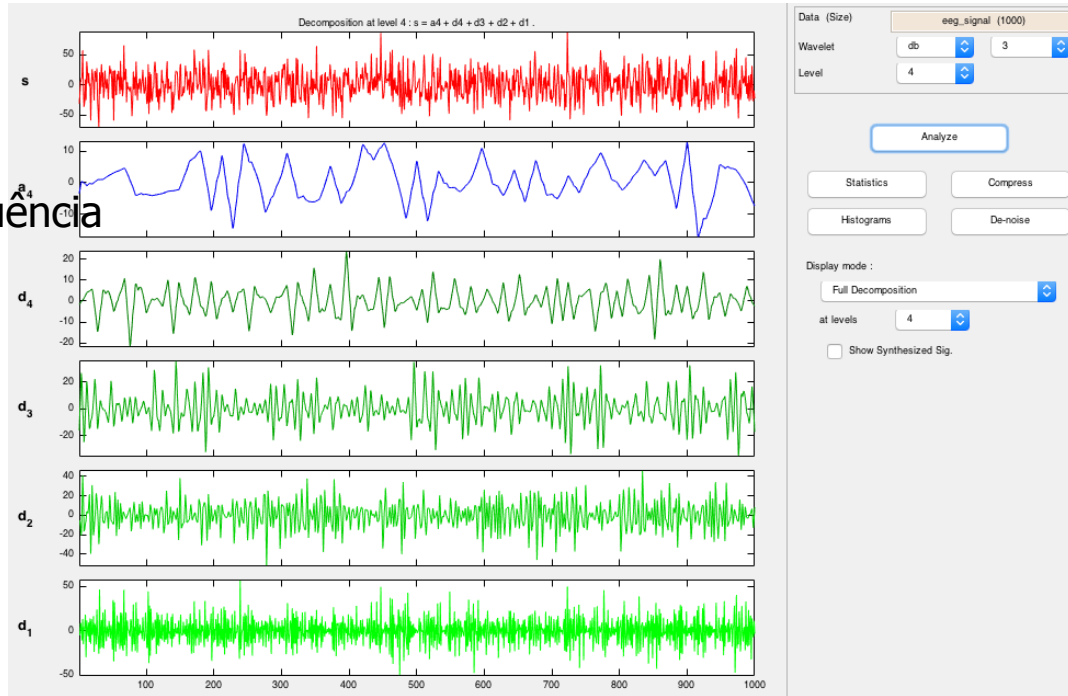 Decomposition at level 4 : s = a4 + d4 + d3 + d2 + d1 .
s
50
0
-50
a4
10
0
-10
uência
d4
20
10
0
-10
-20
d3
20
0
-20
d2
40
20
0
-20
-40
d1
50
0
-50
100 200 300 400 500 600 700 800 900 1000
Data (Size) eeg_signal (1000)
Wavelet db 3
Level 4
Analyze
Statistics Compress
Histograms De-noise
Display mode :
Full Decomposition
at levels 4
Show Synthesized Sig.